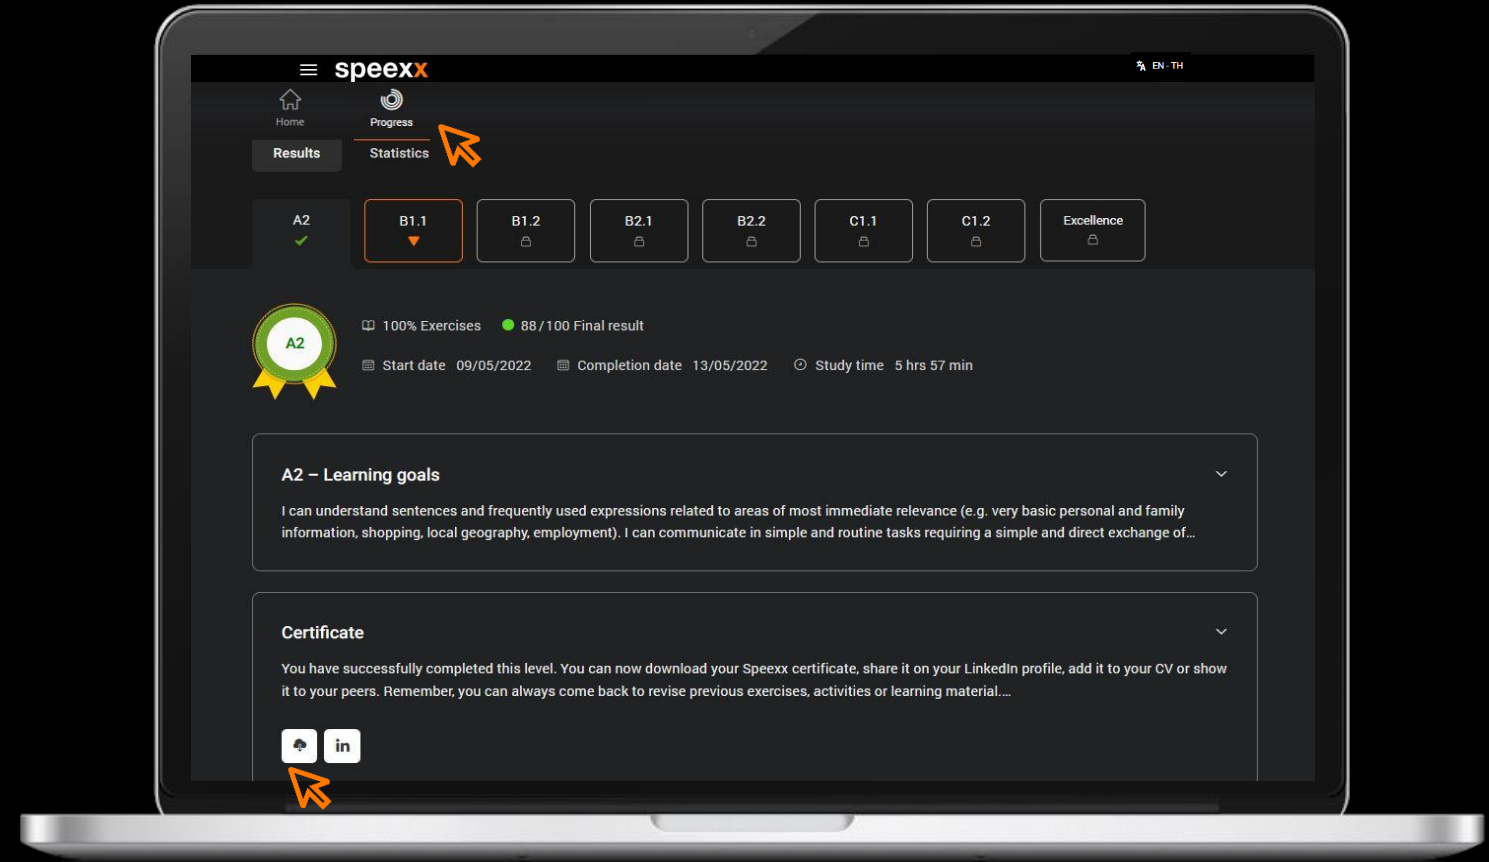 speexx
EN - TH
Home
Progress
Results
Statistics
A2
B1.1
B1.2
B2.1
B2.2
C1.1
C1.2
Excellence
A2
100% Exercises
88/100 Final result
Start date 09/05/2022
Completion date 13/05/2022
Study time 5 hrs 57 min
A2 – Learning goals
I can understand sentences and frequently used expressions related to areas of most immediate relevance (e.g. very basic personal and family
information, shopping, local geography, employment). I can communicate in simple and routine tasks requiring a simple and direct exchange of...
Certificate
You have successfully completed this level. You can now download your Speexx certificate, share it on your LinkedIn profile, add it to your CV or show
it to your peers. Remember, you can always come back to revise previous exercises, activities or learning material....
in